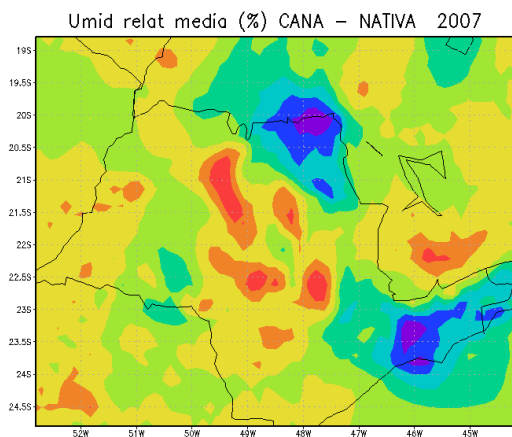 Umid relat media (%) CANA – NATIVA 2007
19S
19.5S
20S
20.5S
21S
21.5S
22S
22.5S
23S
23.5S
24S
24.5S
52W 51W 50W 49W 48W 47W 46W 45W